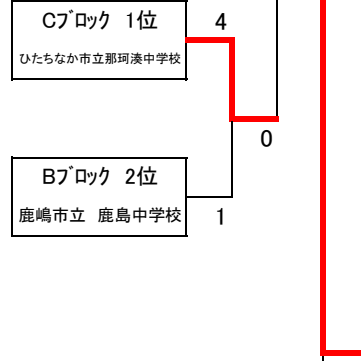 Cﾌﾞﾛｯｸ 1位
4
ひたちなか市立那珂湊中学校
0
Bﾌﾞﾛｯｸ 2位
鹿嶋市立 鹿島中学校
1